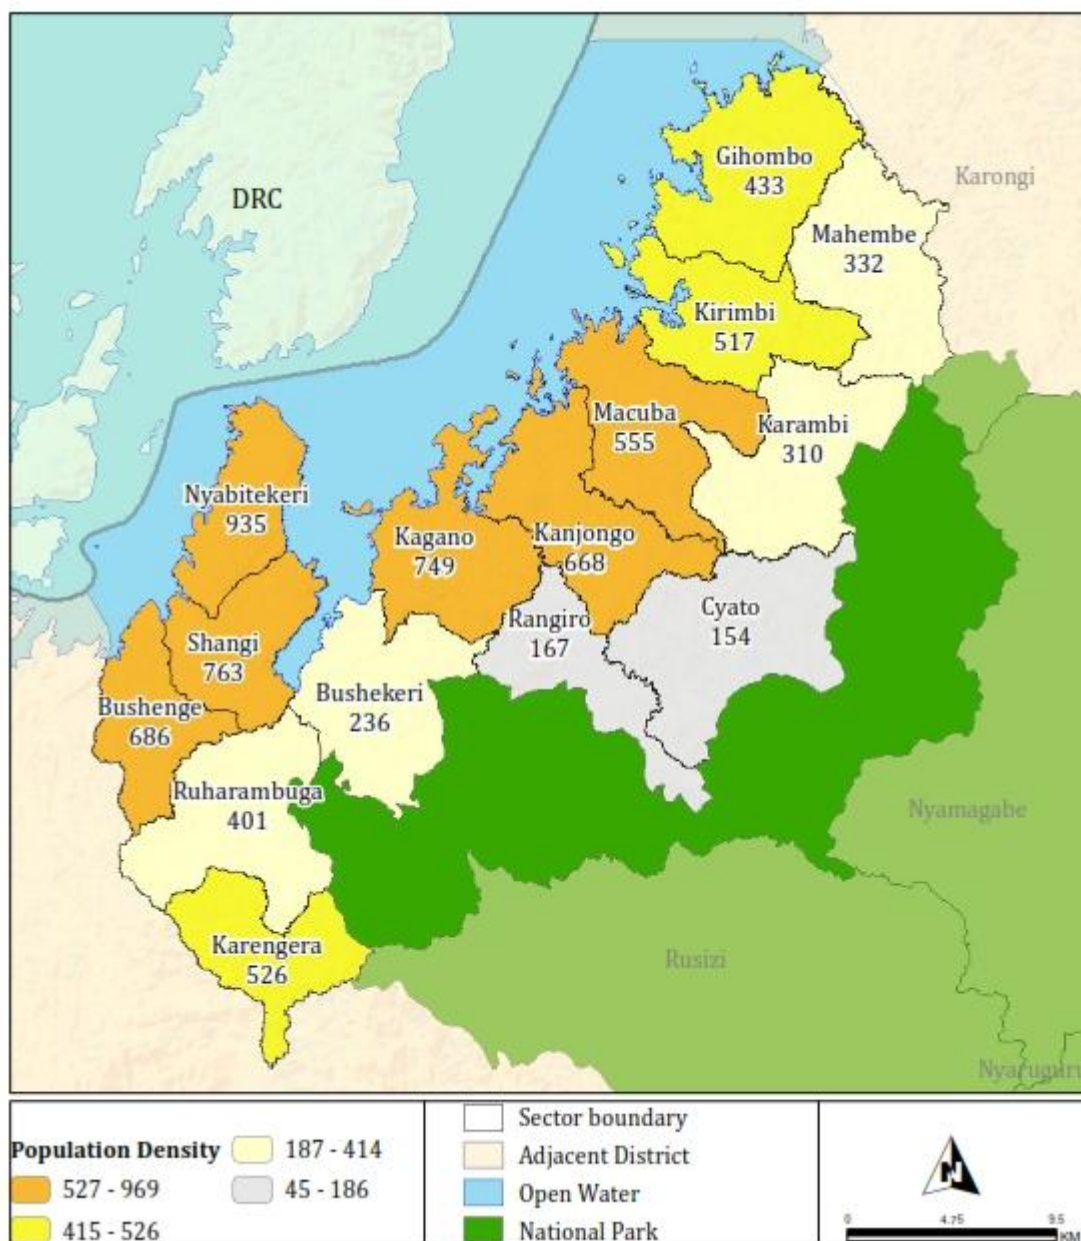 Gihombo
433
Karongi
DRC
Mahembe
332
Kirimbi
517
Macuba
555
Karambi
310
Nyabitekeri
935
Kagano
749
Kanjongo
668
Cyato
154
Rangiro
167
Shangi
763
Bushekeri
236
Bushenge
686
Ruharambuga
401
Nyamagabe
Karengera
526
Rusizi
Nyaruguru
Population Density
527 - 969
415 - 526
187 - 414
45 - 186
Sector boundary
Adjacent District
Open Water
National Park
N
0 4.75 9.5
KM